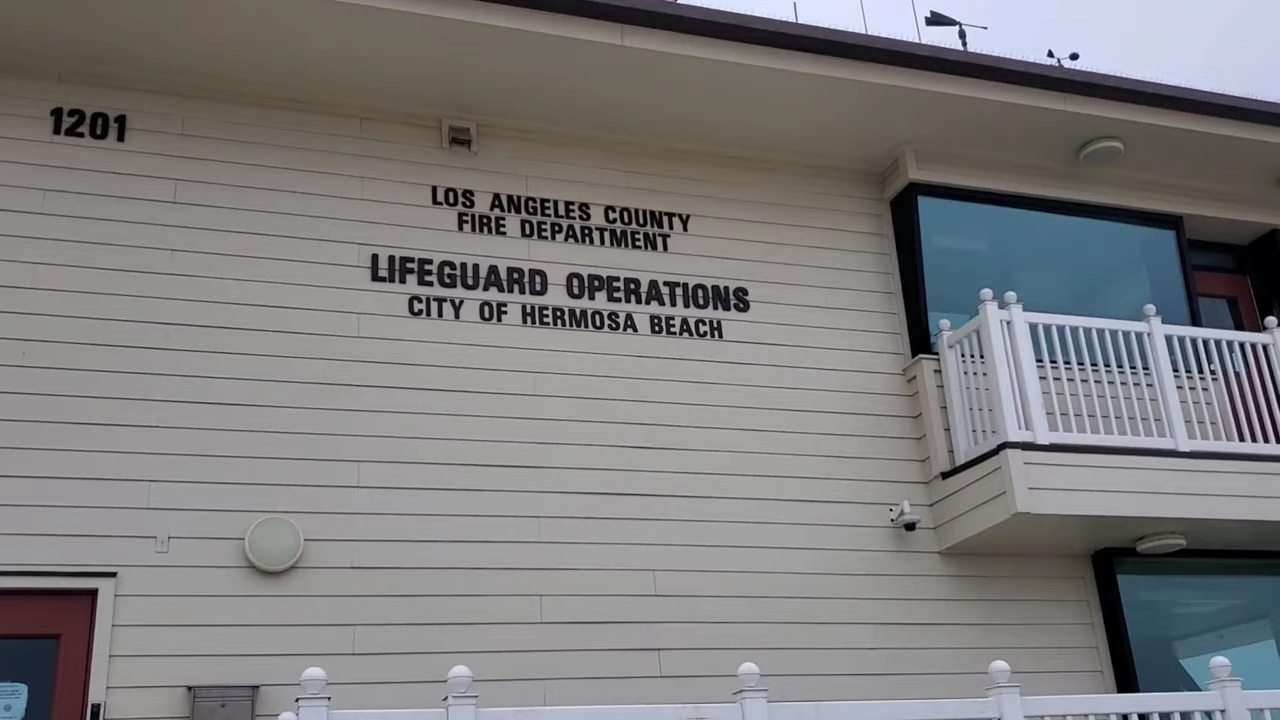 1201
LOS ANGELES COUNTY
FIRE DEPARTMENT
LIFEGUARD OPERATIONS
CITY OF HERMOSA BEACH